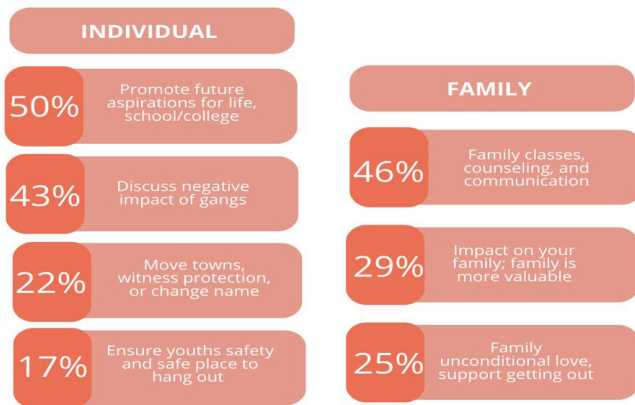 INDIVIDUAL
50%
Promote future
aspirations for life,
school/college
43%
Discuss negative
impact of gangs
22%
Move towns,
witness protection,
or change name
17%
Ensure youths safety
and safe place to
hang out
FAMILY
46%
Family classes,
counseling, and
communication
29%
Impact on your
family; family is
more valuable
25%
Family
unconditional love,
support getting out